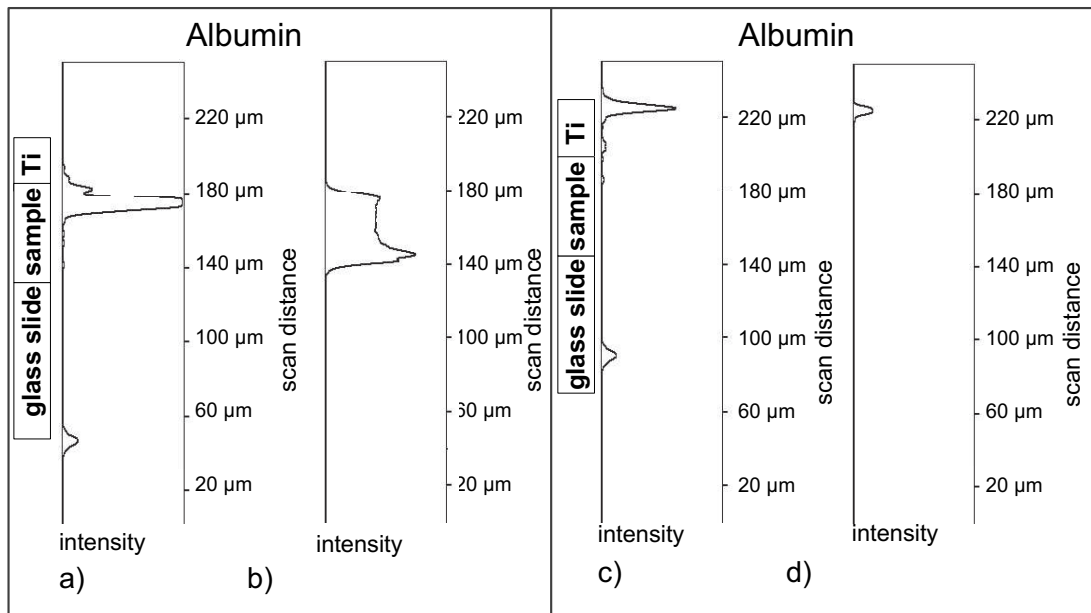 Albumin
220 µm
180 µm
140 µm
100 µm
60 µm
20 µm
glass slide
sample
Ti
intensity
a)
scan distance
220 µm
180 µm
140 µm
100 µm
60 µm
20 µm
scan distance
intensity
b)
Albumin
220 µm
180 µm
140 µm
100 µm
60 µm
20 µm
glass slide
sample
Ti
intensity
c)
scan distance
220 µm
180 µm
140 µm
100 µm
60 µm
20 µm
scan distance
intensity
d)